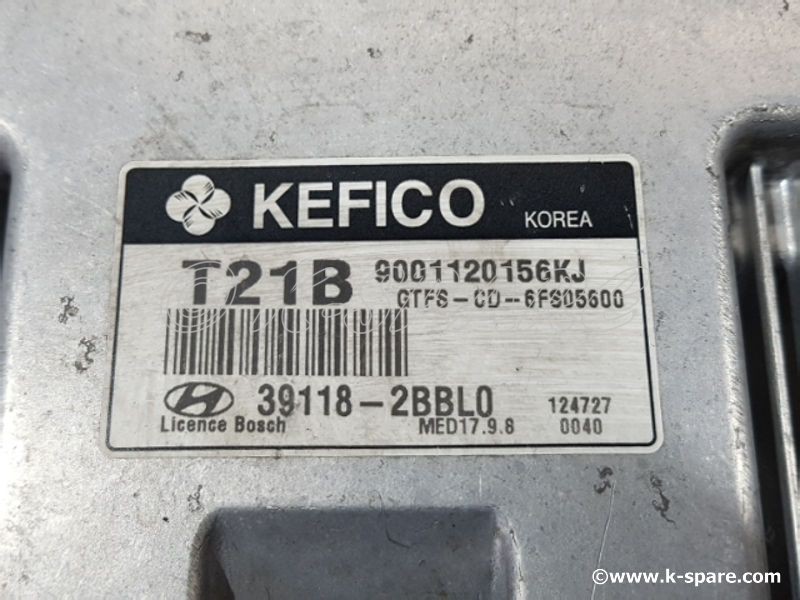 KEFICO KOREA
T21B 9001120156KJ
GTFS-CD--6FS05600
39118-2BBL0 124727
Licence Bosch MED17.9.8 0040
©www.k-spare.com